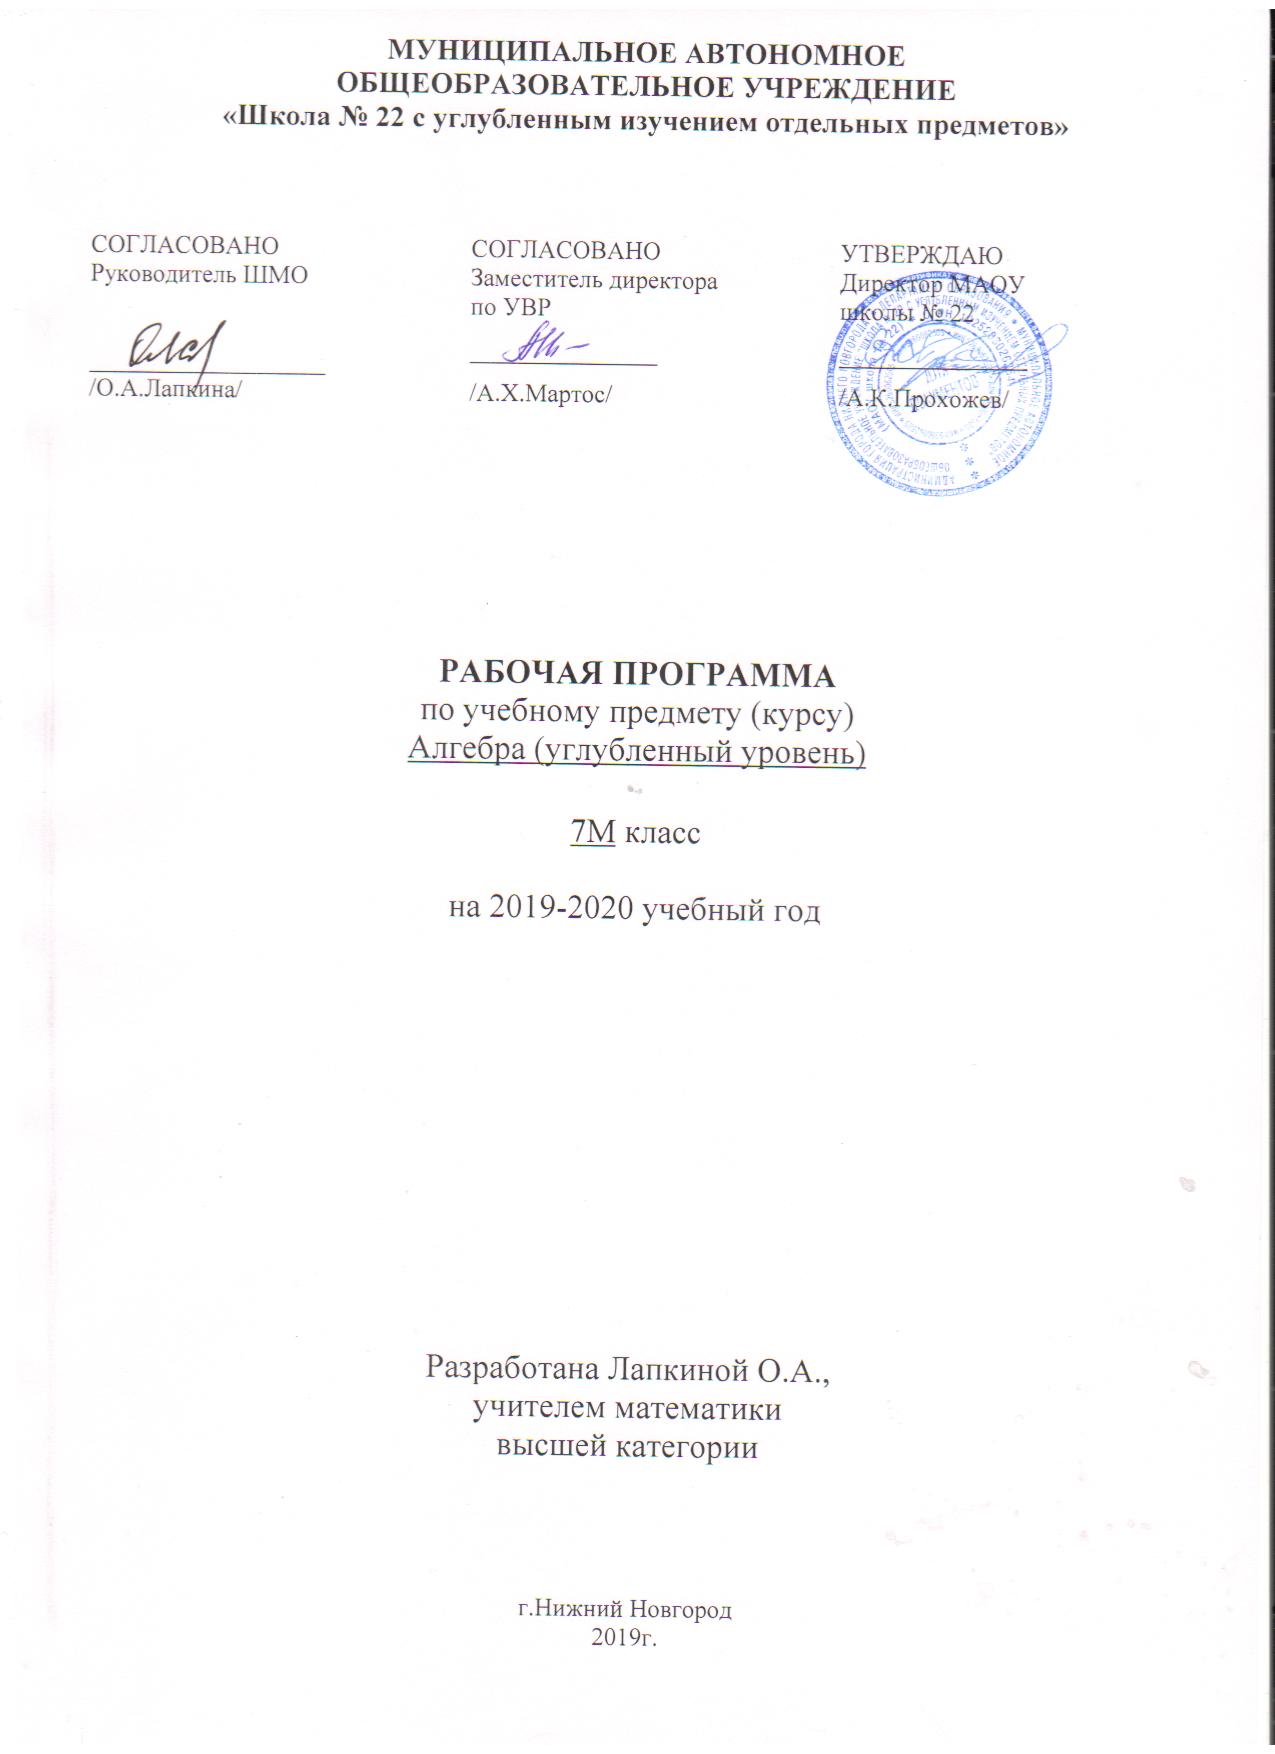 МУНИЦИПАЛЬНОЕ АВТОНОМНОЕ
ОБЩЕОБРАЗОВАТЕЛЬНОЕ УЧРЕЖДЕНИЕ
«Школа № 22 с углубленным изучением отдельных предметов»
СОГЛАСОВАНО
Руководитель ШМО
/О.А.Лапкина/
СОГЛАСОВАНО
Заместитель директора
по УВР
/А.Х.Мартос/
УТВЕРЖДАЮ
Директор МАОУ
школы № 22
/А.К.Прохожев/
РАБОЧАЯ ПРОГРАММА
по учебному предмету (курсу)
Алгебра (углубленный уровень)
7М класс
на 2019-2020 учебный год
Разработана Лапкиной О.А.,
учителем математики
высшей категории
г.Нижний Новгород
2019г.